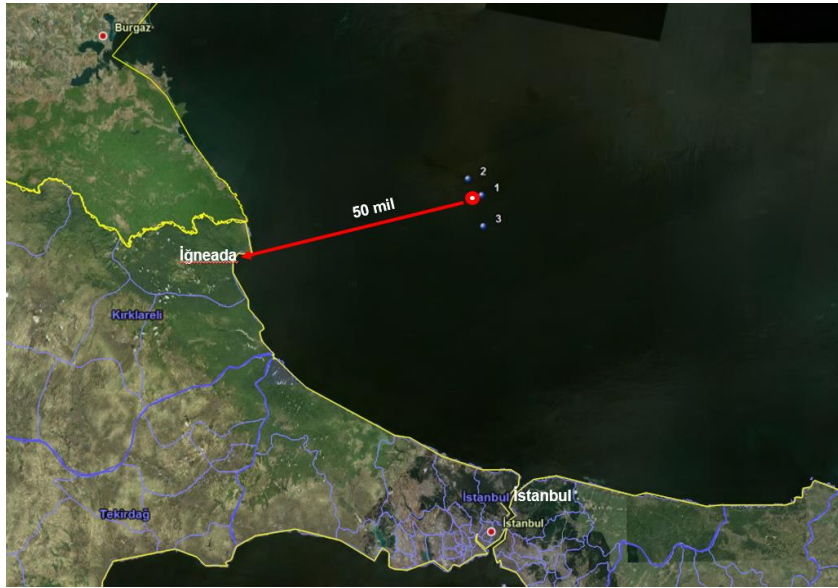 Burgaz
2
1
50 mil
3
İğneada
Kırklareli
İstanbul İstanbul
İstanbul
Tekirdağ